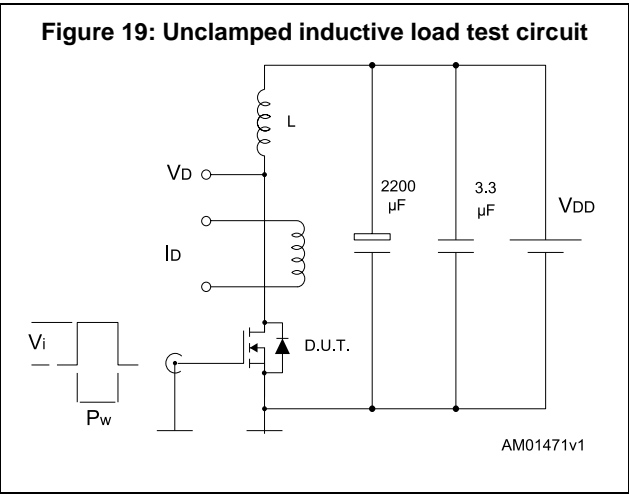 Figure 19: Unclamped inductive load test circuit
L
VD
2200
µF
3.3
µF
VDD
ID
Vi
D.U.T.
Pw
AM01471v1